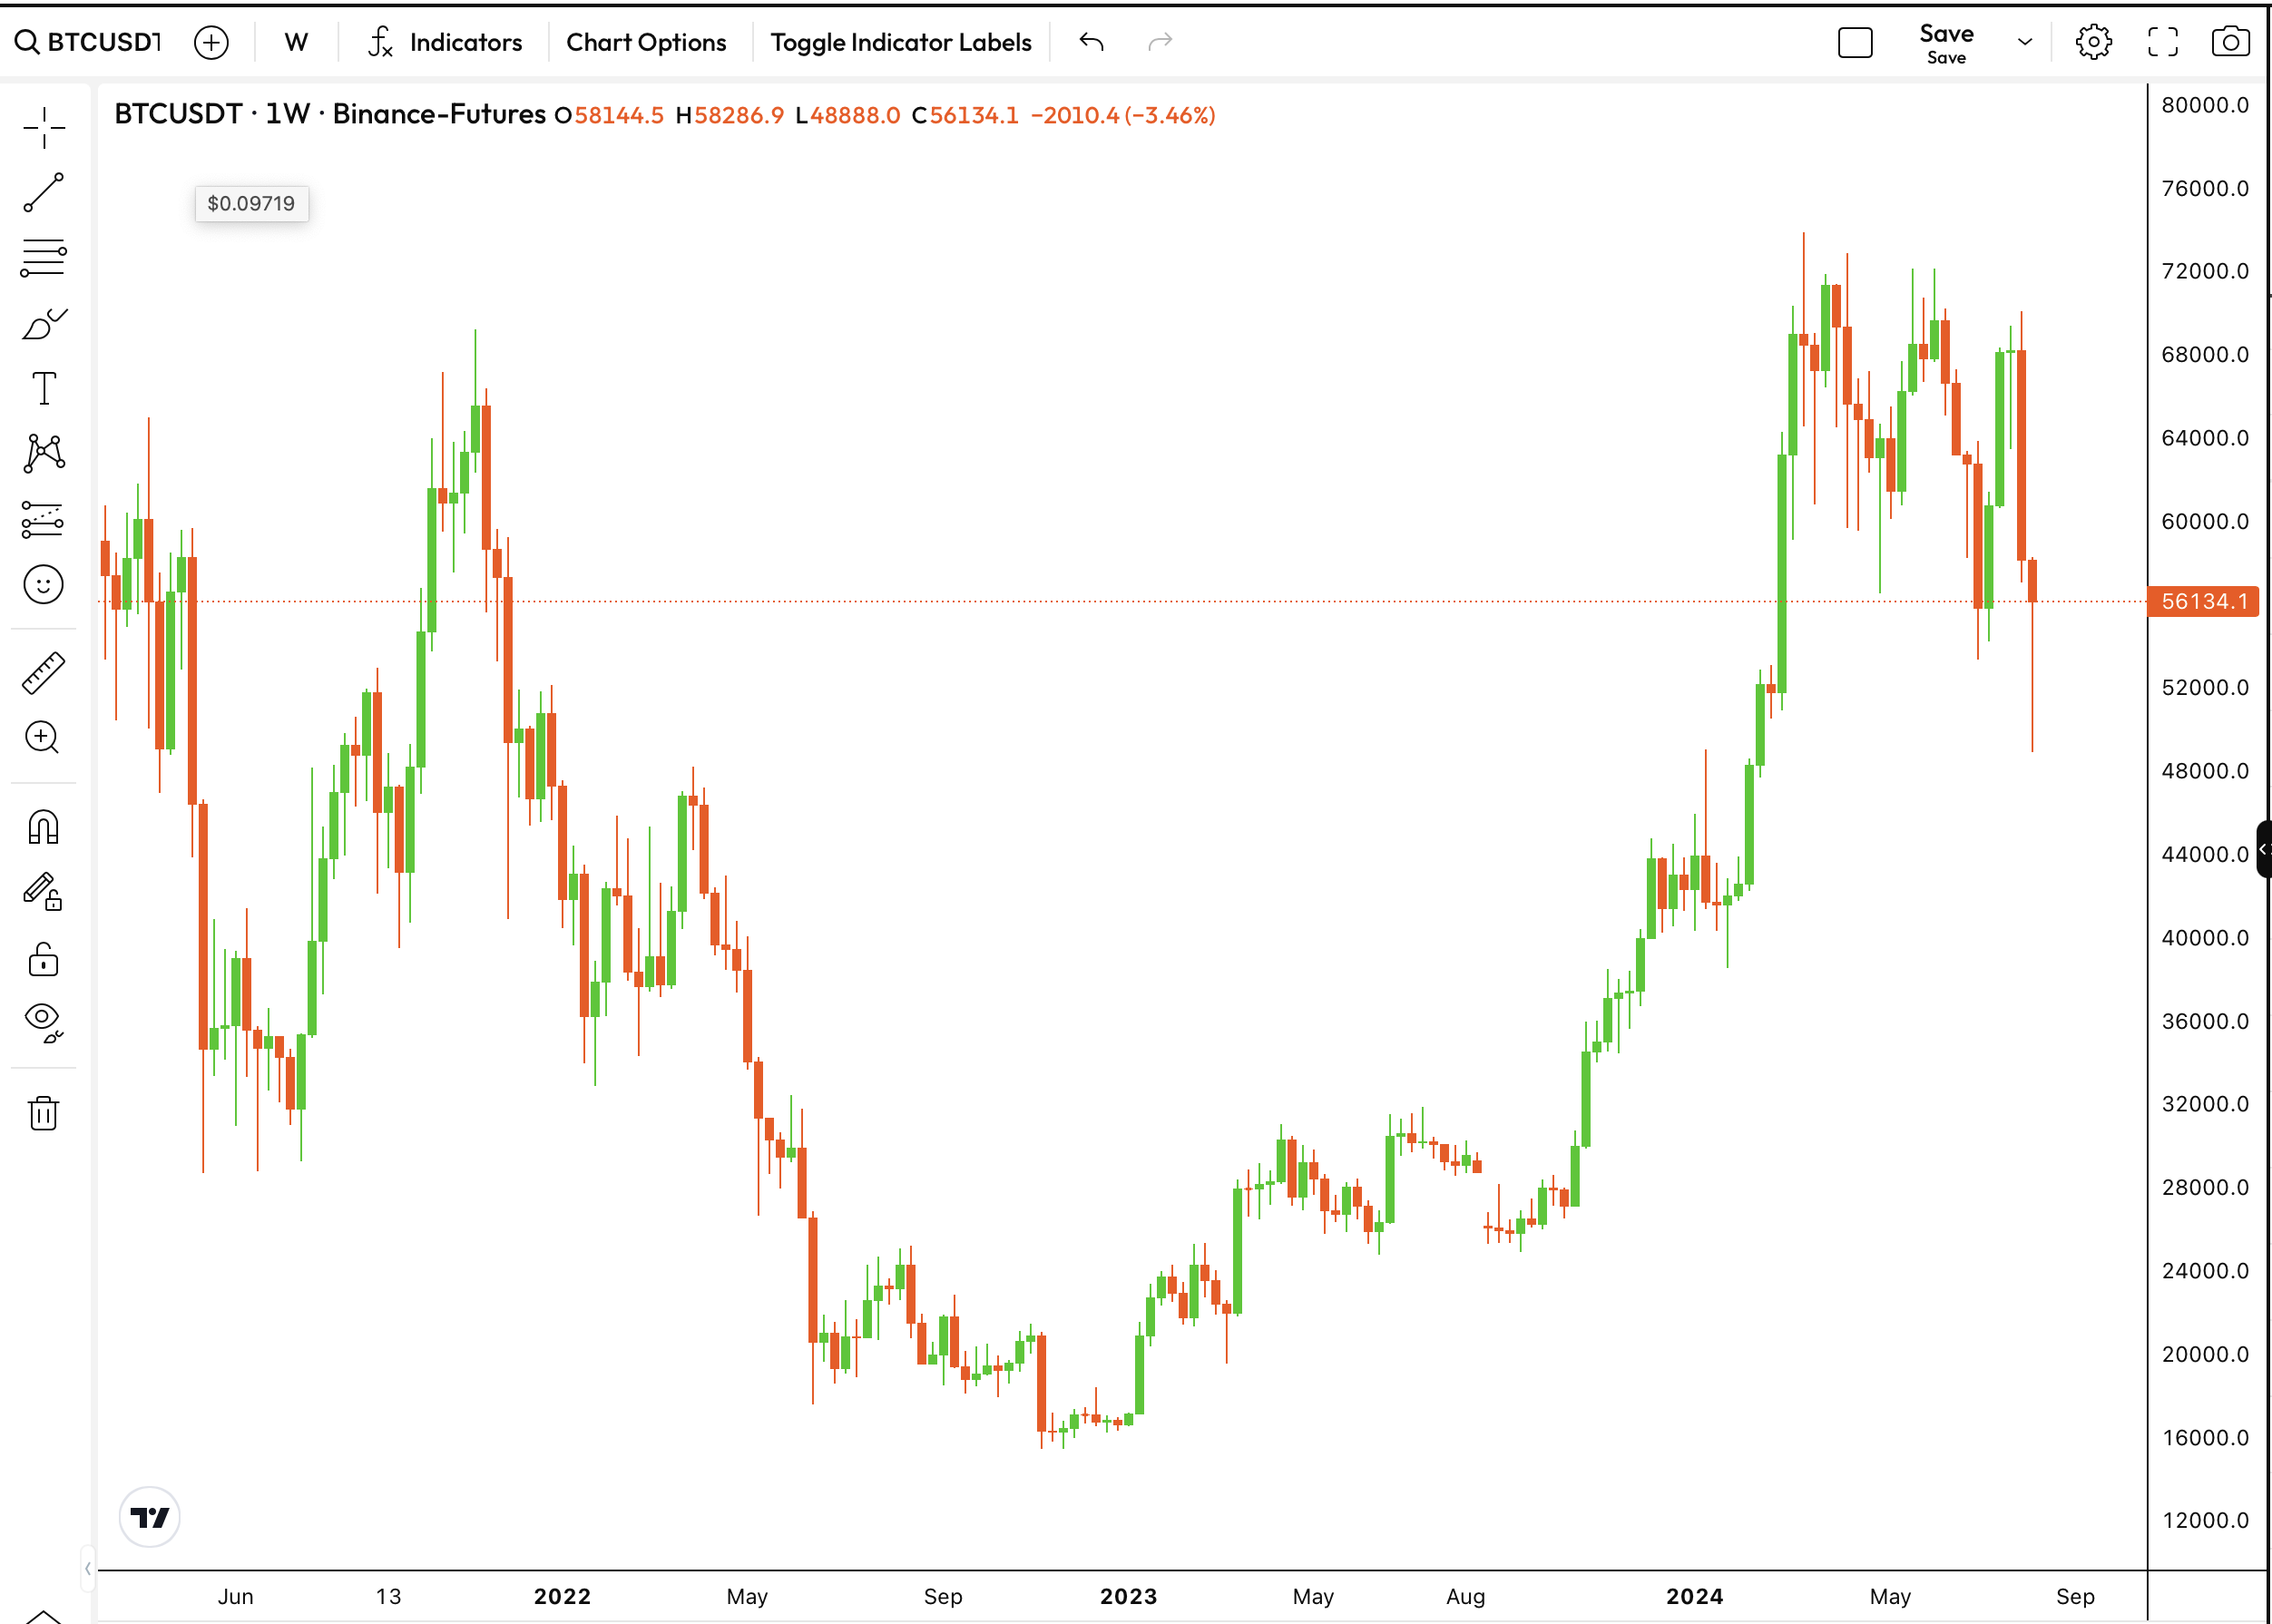 BTCUSDT
W
Indicators
Chart Options
Toggle Indicator Labels
Save
Save
BTCUSDT · 1W · Binance-Futures O58144.5 H58286.9 L48888.0 C56134.1 −2010.4 (−3.46%)
$0.09719
80000.0
76000.0
72000.0
68000.0
64000.0
60000.0
56134.1
52000.0
48000.0
44000.0
40000.0
36000.0
32000.0
28000.0
24000.0
20000.0
16000.0
12000.0
Jun 13 2022 May Sep 2023 May Aug 2024 May Sep